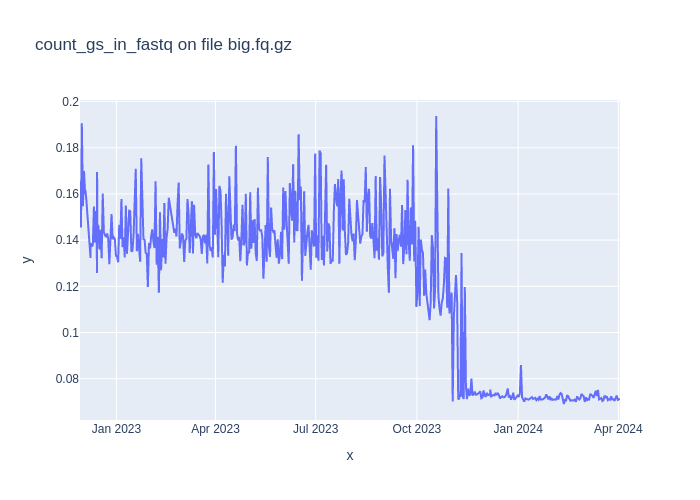 count_gs_in_fastq on file big.fq.gz
0.2
0.18
0.16
0.14
0.12
0.1
0.08
y
Jan 2023
Apr 2023
Jul 2023
Oct 2023
Jan 2024
Apr 2024
x